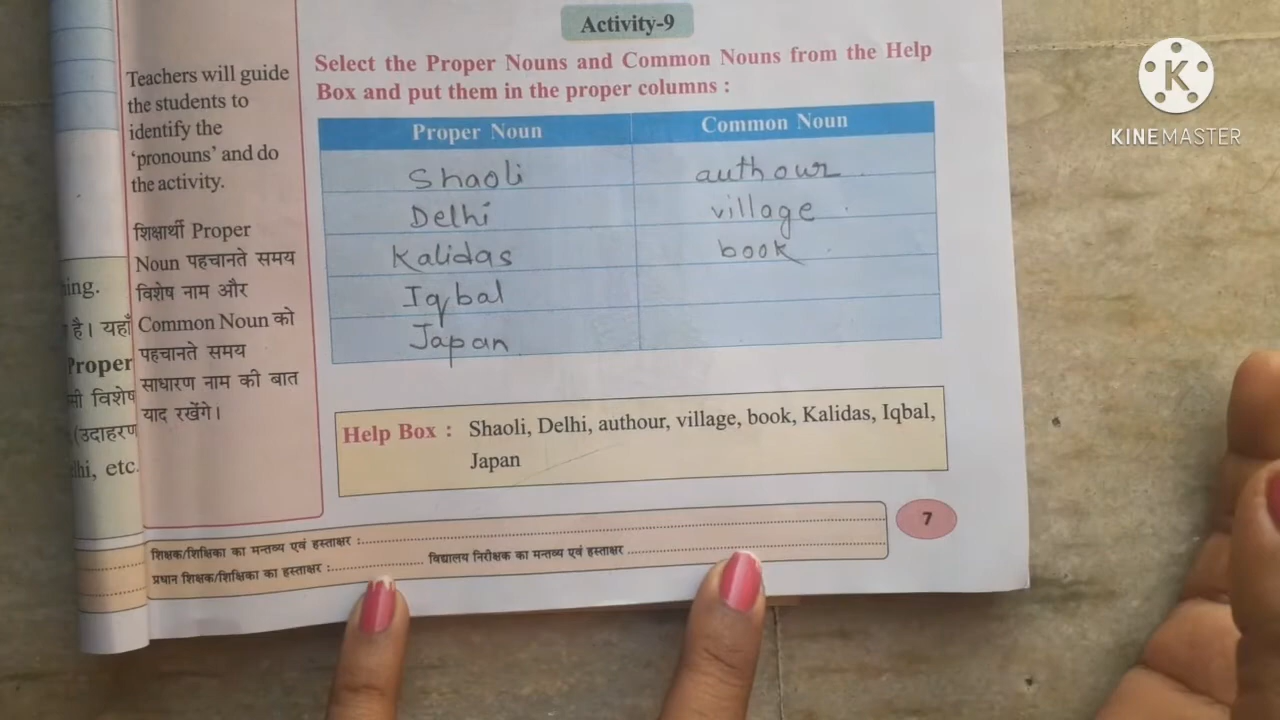 Activity-9
Select the Proper Nouns and Common Nouns from the Help
Box and put them in the proper columns :
Proper Noun Common Noun
Shaoli authour
Delhi village
Kalidas book
Iqbal
Japan
Help Box : Shaoli, Delhi, authour, village, book, Kalidas, Iqbal,
Japan
Teachers will guide
the students to
identify the
‘pronouns’ and do
the activity.
शिक्षार्थी Proper
Noun पहचानते समय
विशेष नाम और
Common Noun को
पहचानते समय
साधारण नाम की बात
याद रखेंगे।
ing.
है। यहाँ
Proper
विशेष
(उदाहरण
lhi, etc.
शिक्षक/शिक्षिका का मन्तव्य एवं हस्ताक्षर :
प्रधान शिक्षक/शिक्षिका का हस्ताक्षर : विद्यालय निरीक्षक का मन्तव्य एवं हस्ताक्षर
7
K
KINEMASTER